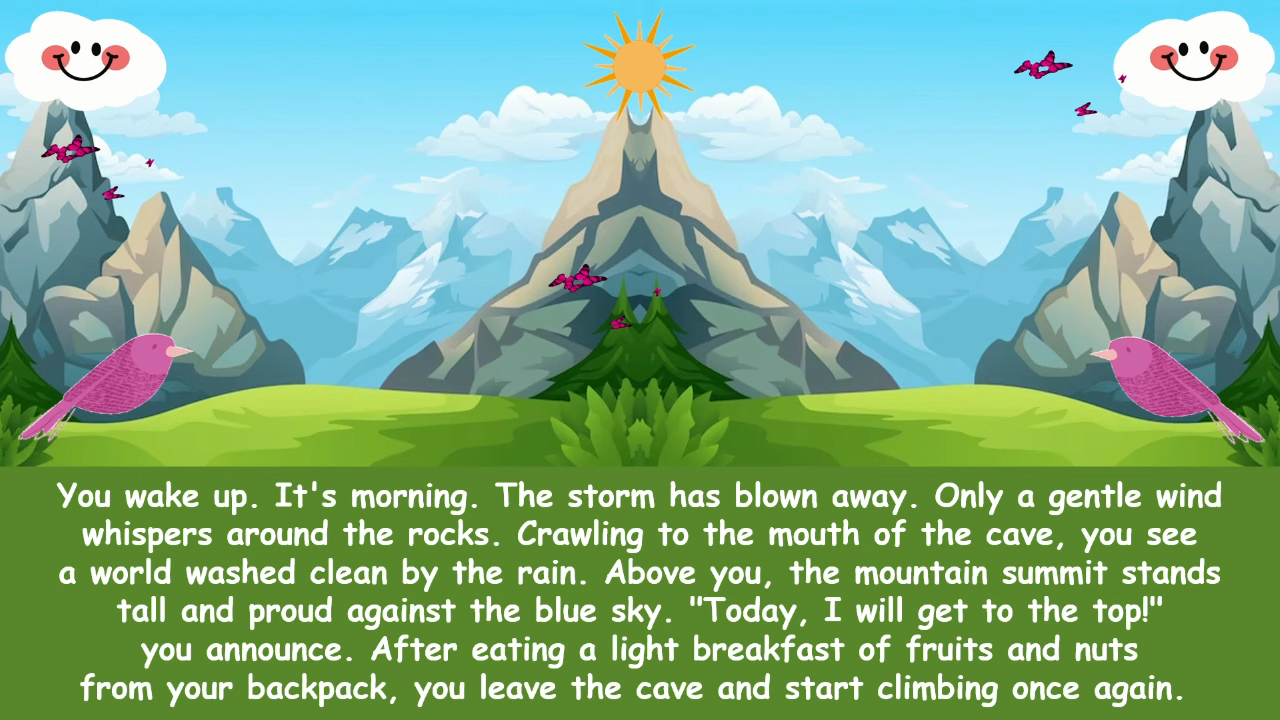 You wake up. It's morning. The storm has blown away. Only a gentle wind
whispers around the rocks. Crawling to the mouth of the cave, you see
a world washed clean by the rain. Above you, the mountain summit stands
tall and proud against the blue sky. "Today, I will get to the top!"
you announce. After eating a light breakfast of fruits and nuts
from your backpack, you leave the cave and start climbing once again.